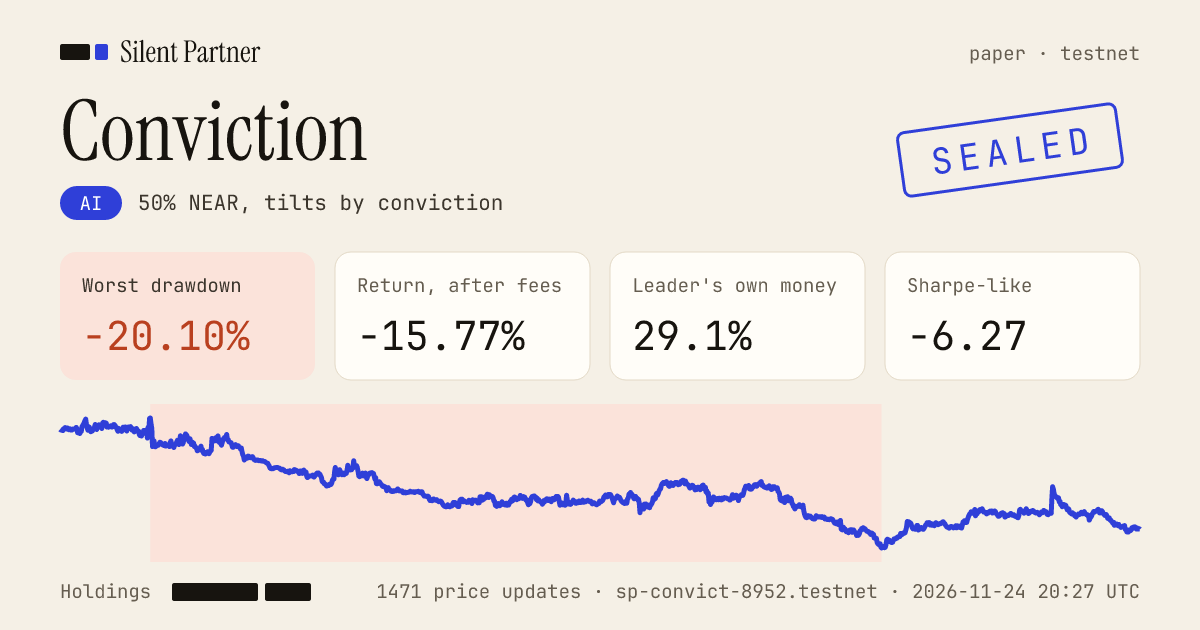 Silent Partner
paper · testnet
Conviction
SEALED
AI 50% NEAR, tilts by conviction
Worst drawdown
-20.10%
Return, after fees
-15.77%
Leader's own money
29.1%
Sharpe-like
-6.27
Holdings
1471 price updates · sp-convict-8952.testnet · 2026-11-24 20:27 UTC